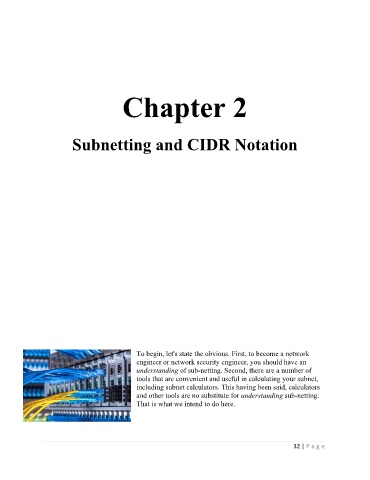 Chapter 2
Subnetting and CIDR Notation
To begin, let's state the obvious. First, to become a network
engineer or network security engineer, you should have an
understanding of sub-netting. Second, there are a number of
tools that are convenient and useful in calculating your subnet,
including subnet calculators. This having been said, calculators
and other tools are no substitute for understanding sub-netting.
That is what we intend to do here.
32 | P a g e